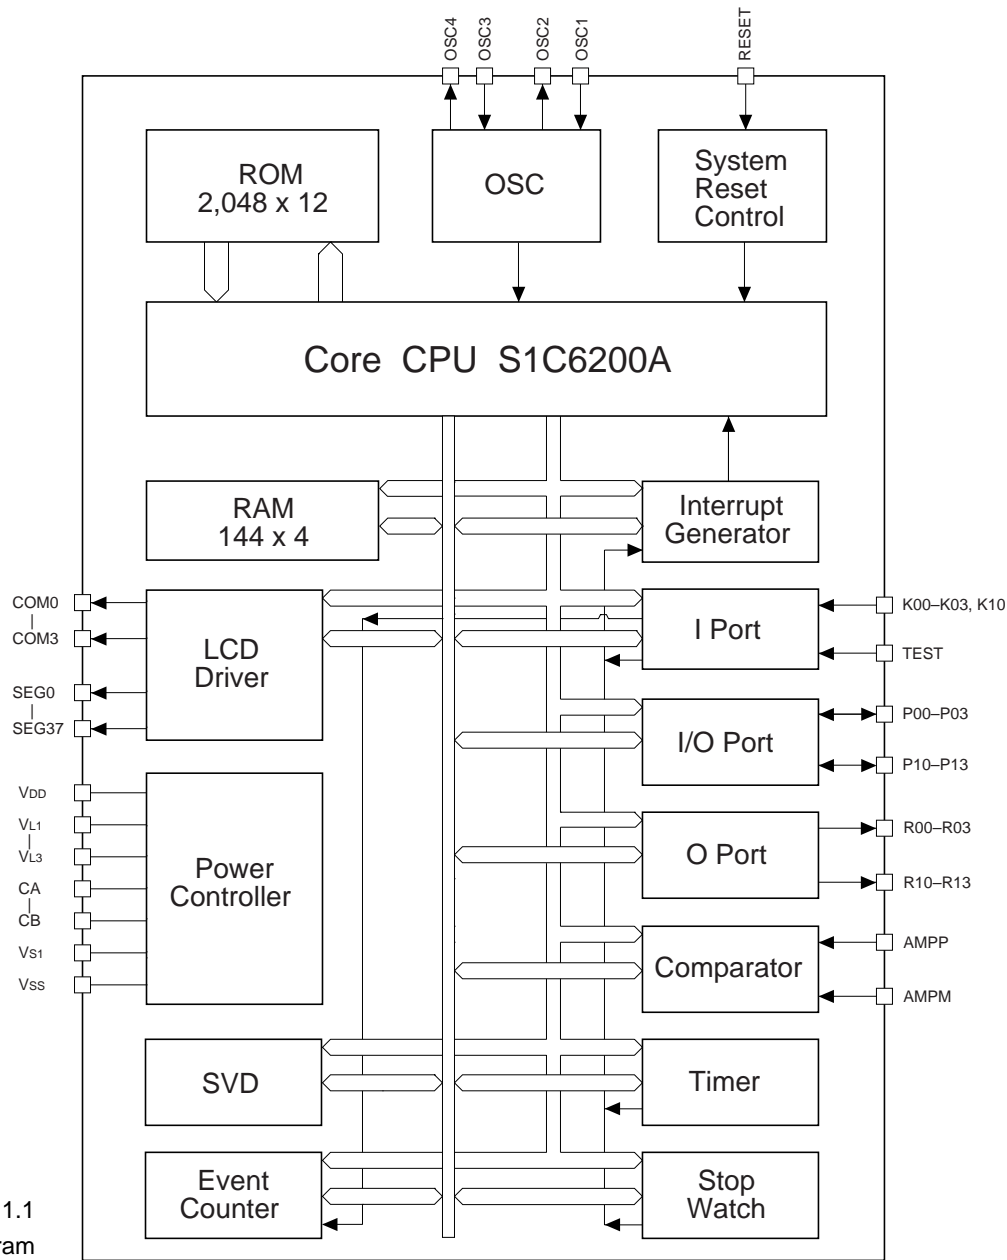 OSC4
OSC3
OSC2
OSC1
RESET
ROM
2,048 x 12
OSC
System
Reset
Control
Core CPU S1C6200A
RAM
144 x 4
Interrupt
Generator
COM0
|
COM3
SEG0
|
SEG37
LCD
Driver
I Port
K00–K03, K10
TEST
I/O Port
P00–P03
P10–P13
VDD
VL1
|
VL3
CA
|
CB
VS1
VSS
Power
Controller
O Port
R00–R03
R10–R13
Comparator
AMPP
AMPM
SVD
Timer
Event
Counter
Stop
Watch
1.1
ram